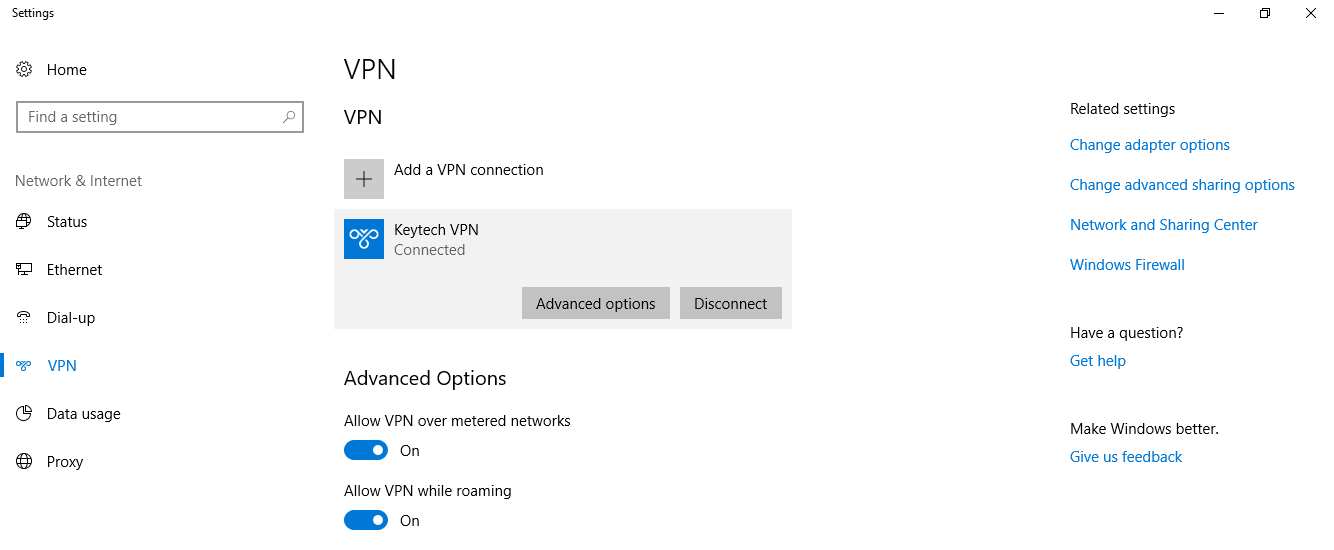 Settings
Home
Find a setting
Network & Internet
Status
Ethernet
Dial-up
VPN
Data usage
Proxy
VPN
VPN
Add a VPN connection
Keytech VPN
Connected
Advanced options
Disconnect
Advanced Options
Allow VPN over metered networks
On
Allow VPN while roaming
On
Related settings
Change adapter options
Change advanced sharing options
Network and Sharing Center
Windows Firewall
Have a question?
Get help
Make Windows better.
Give us feedback